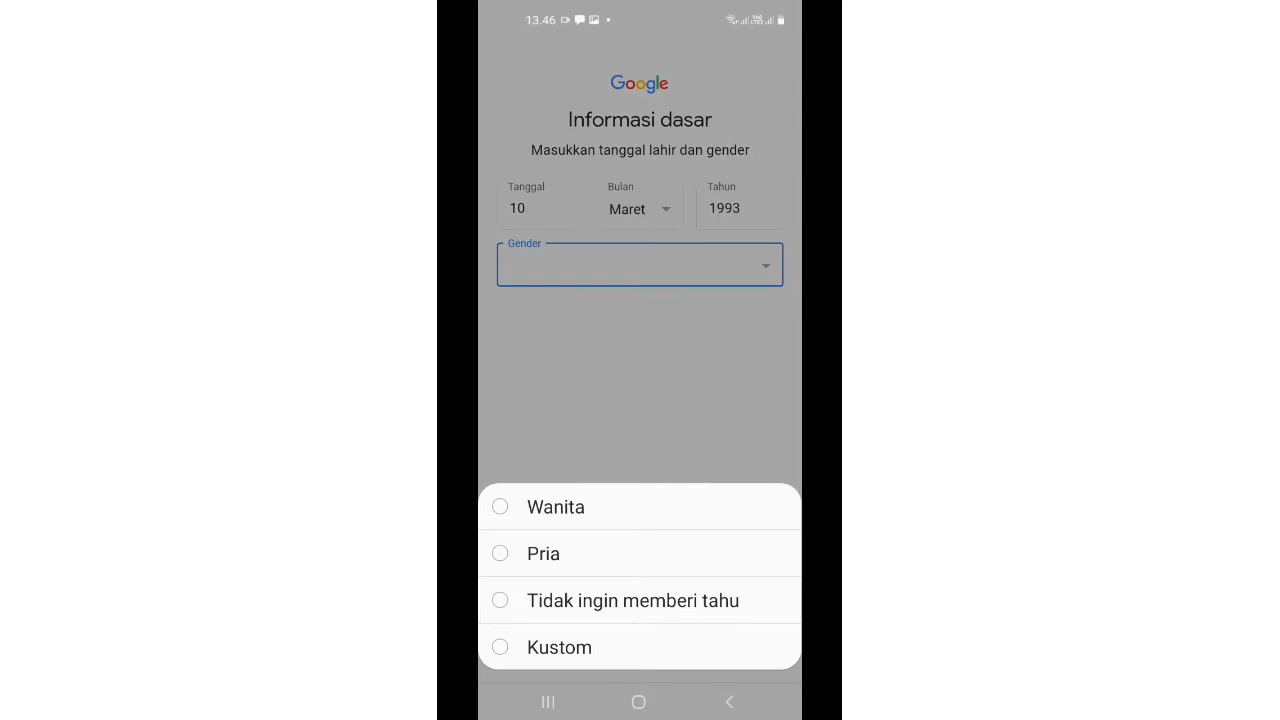 13.46
Google
Informasi dasar
Masukkan tanggal lahir dan gender
Tanggal Bulan Tahun
10 Maret 1993
Gender
Wanita
Pria
Tidak ingin memberi tahu
Kustom